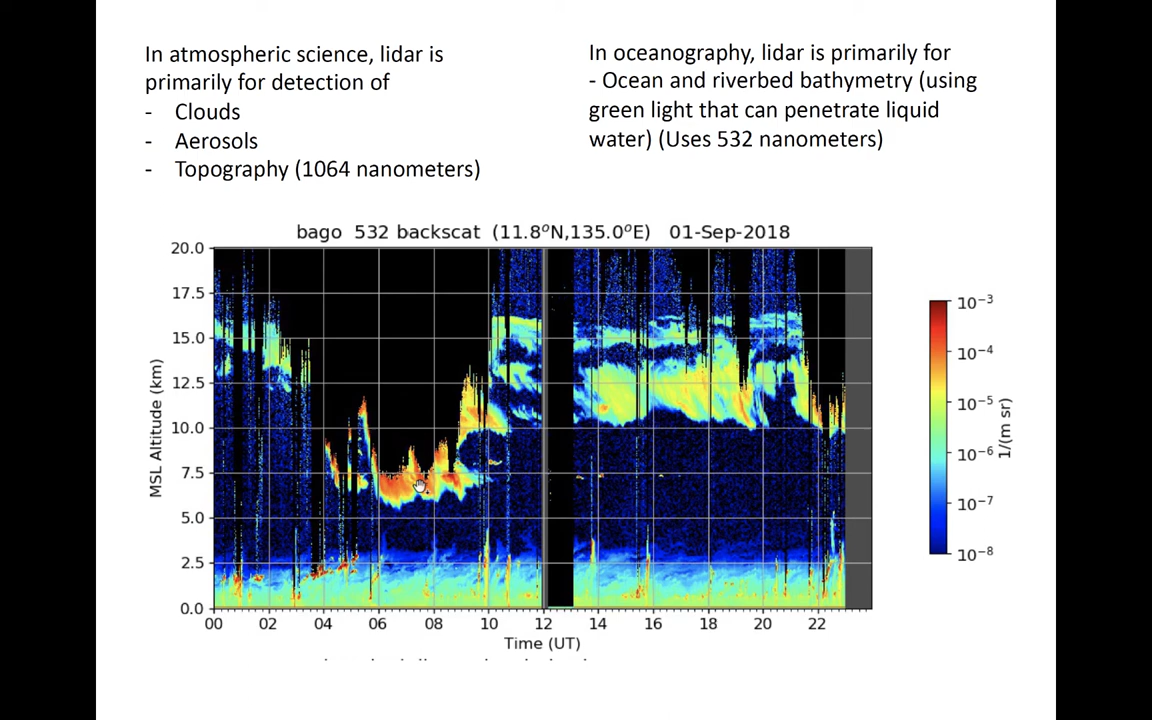 In atmospheric science, lidar is
primarily for detection of
- Clouds
- Aerosols
- Topography (1064 nanometers)
In oceanography, lidar is primarily for
- Ocean and riverbed bathymetry (using
green light that can penetrate liquid
water) (Uses 532 nanometers)
bago 532 backscat (11.8°N,135.0°E) 01-Sep-2018
20.0
17.5
15.0
12.5
10.0
7.5
5.0
2.5
0.0
MSL Altitude (km)
00 02 04 06 08 10 12 14 16 18 20 22
Time (UT)
10⁻³
10⁻⁴
10⁻⁵
10⁻⁶
10⁻⁷
10⁻⁸
1/(m sr)